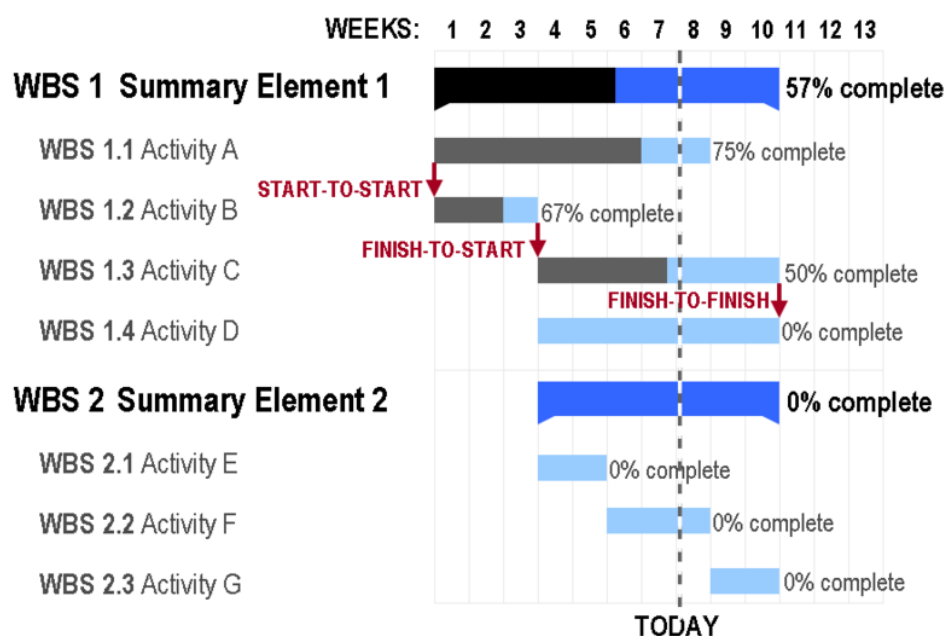 WEEKS: 1 2 3 4 5 6 7 8 9 10 11 12 13
WBS 1 Summary Element 1 57% complete
WBS 1.1 Activity A 75% complete
START-TO-START
WBS 1.2 Activity B 67% complete
FINISH-TO-START
WBS 1.3 Activity C 50% complete
FINISH-TO-FINISH
WBS 1.4 Activity D 0% complete
WBS 2 Summary Element 2 0% complete
WBS 2.1 Activity E 0% complete
WBS 2.2 Activity F 0% complete
WBS 2.3 Activity G 0% complete
TODAY